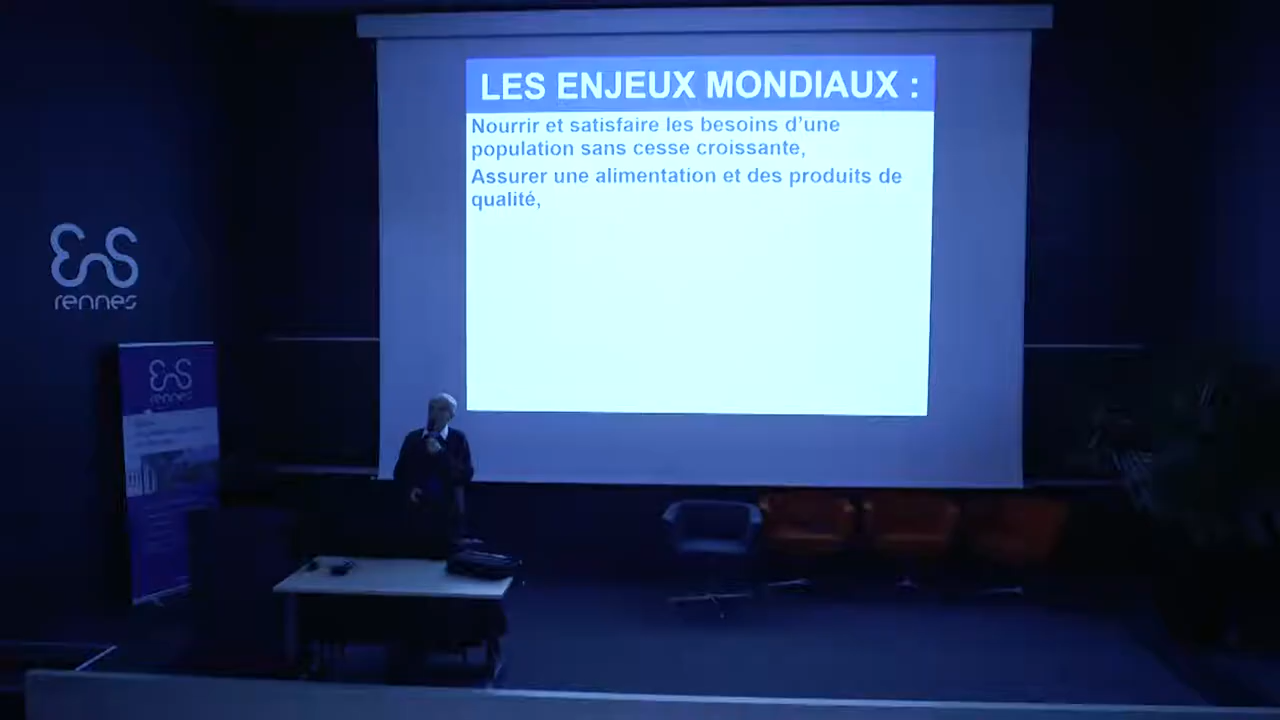 LES ENJEUX MONDIAUX :
Nourrir et satisfaire les besoins d'une
population sans cesse croissante,
Assurer une alimentation et des produits de
qualité,
ENS
rennes
ENS
rennes